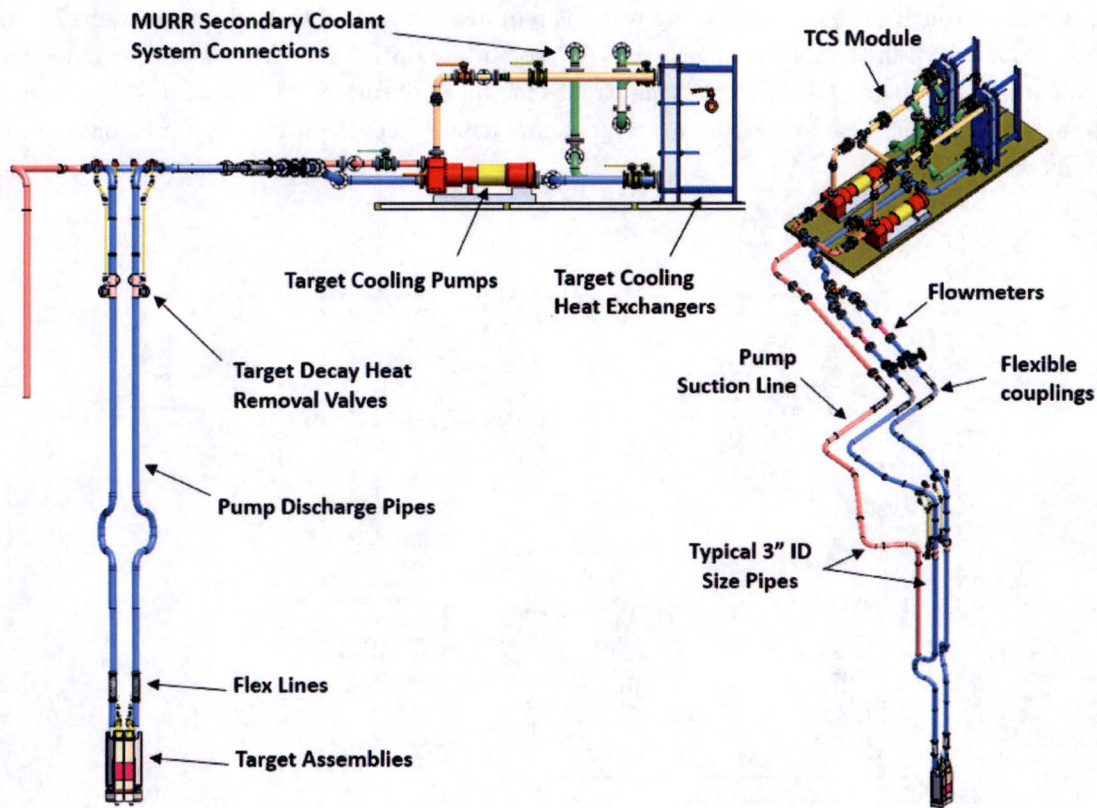 MURR Secondary Coolant
System Connections
TCS Module
Target Cooling Pumps
Target Cooling
Heat Exchangers
Flowmeters
Target Decay Heat
Removal Valves
Pump
Suction Line
Flexible
couplings
Pump Discharge Pipes
Typical 3" ID
Size Pipes
Flex Lines
Target Assemblies